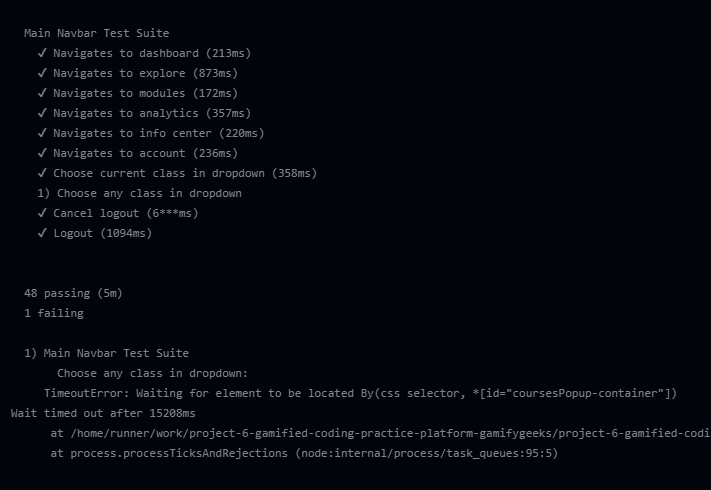 Main Navbar Test Suite
✓ Navigates to dashboard (213ms)
✓ Navigates to explore (873ms)
✓ Navigates to modules (172ms)
✓ Navigates to analytics (357ms)
✓ Navigates to info center (220ms)
✓ Navigates to account (236ms)
✓ Choose current class in dropdown (358ms)
1) Choose any class in dropdown
✓ Cancel logout (6***ms)
✓ Logout (1094ms)
48 passing (5m)
1 failing
1) Main Navbar Test Suite
Choose any class in dropdown:
TimeoutError: Waiting for element to be located By(css selector, *[id="coursesPopup-container"])
Wait timed out after 15208ms
at /home/runner/work/project-6-gamified-coding-practice-platform-gamifygeeks/project-6-gamified-codi
at process.processTicksAndRejections (node:internal/process/task_queues:95:5)